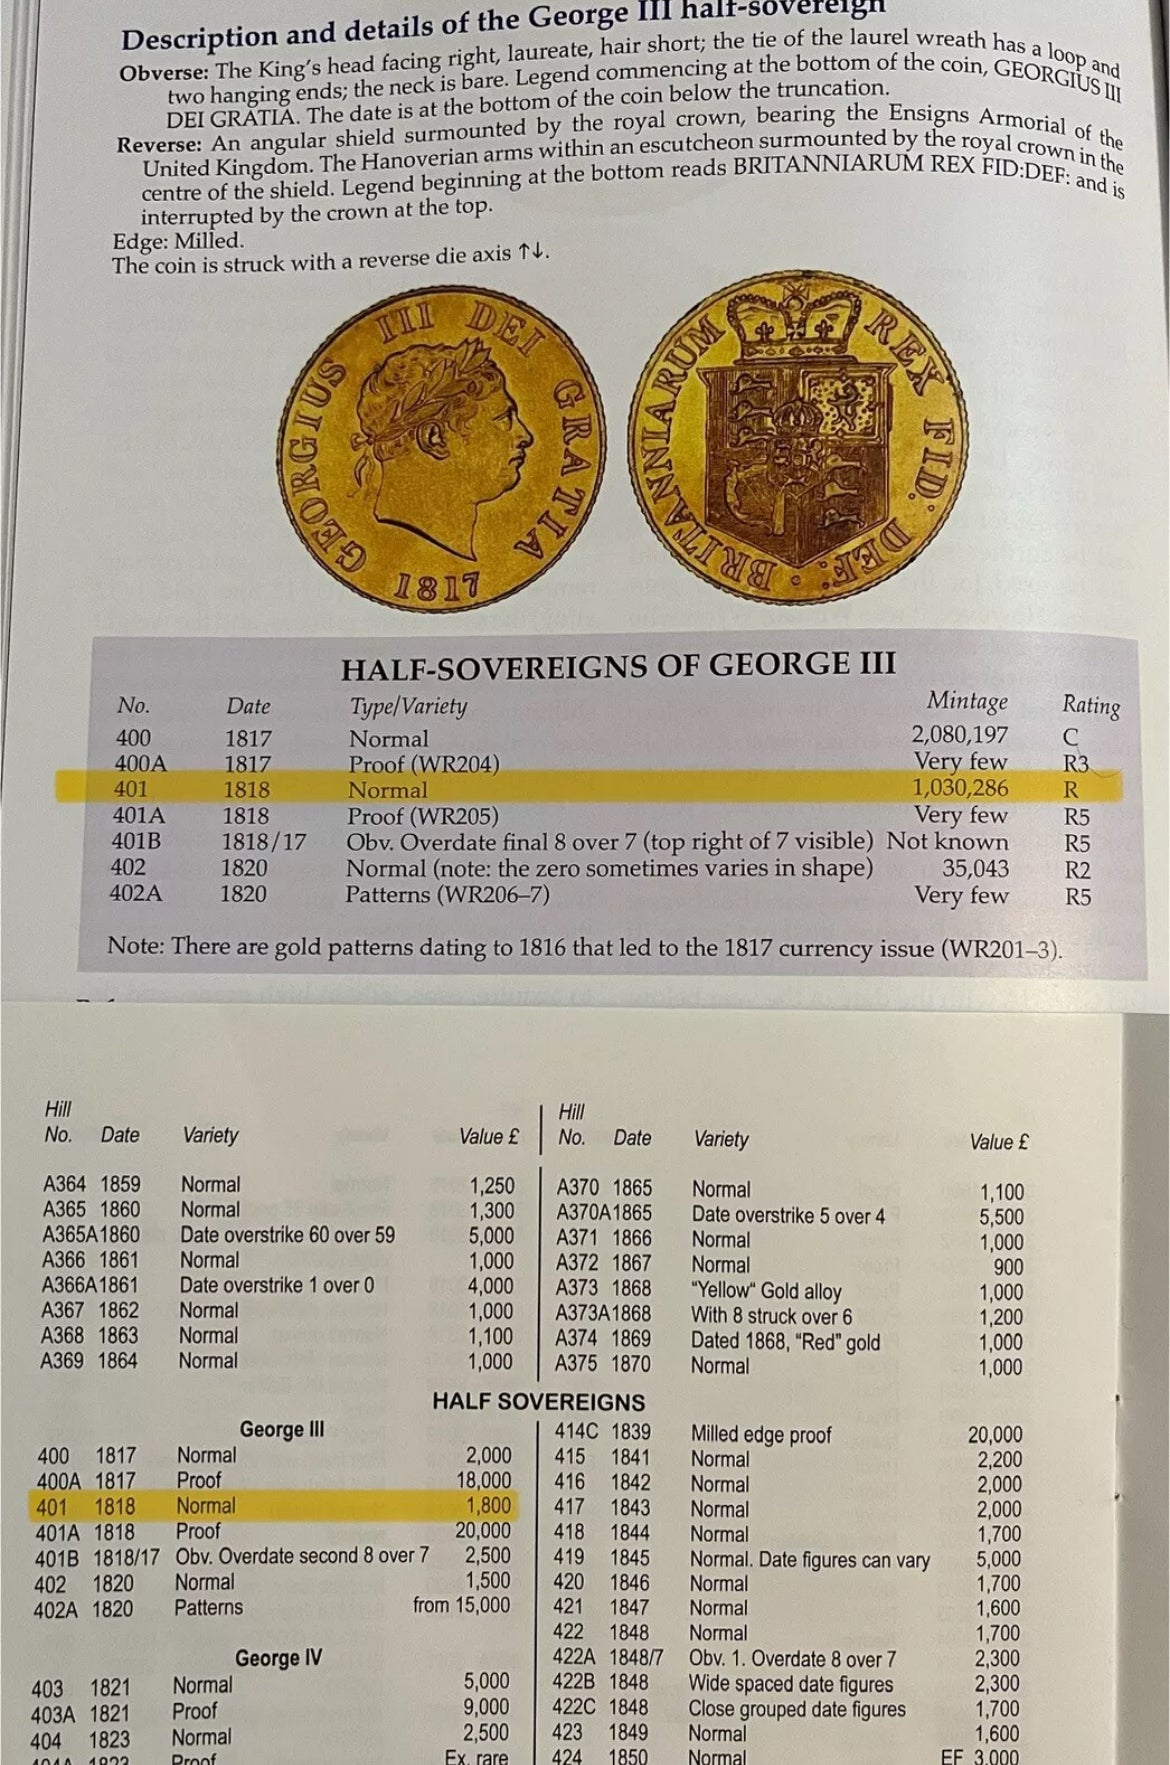 Description and details of the George III half-sovereign
Obverse: The King's head facing right, laureate, hair short; the tie of the laurel wreath has a loop and
two hanging ends; the neck is bare. Legend commencing at the bottom of the coin, GEORGIUS III
DEI GRATIA. The date is at the bottom of the coin below the truncation.
Reverse: An angular shield surmounted by the royal crown, bearing the Ensigns Armorial of the
United Kingdom. The Hanoverian arms within an escutcheon surmounted by the royal crown in the
centre of the shield. Legend beginning at the bottom reads BRITANNIARUM REX FID:DEF: and is
interrupted by the crown at the top.
Edge: Milled.
The coin is struck with a reverse die axis ↑↓.
GEORGIUS III DEI GRATIA
1817
BRITANNIARUM REX FID: DEF:
HALF-SOVEREIGNS OF GEORGE III
No. Date Type/Variety Mintage Rating
400 1817 Normal 2,080,197 C
400A 1817 Proof (WR204) Very few R3
401 1818 Normal 1,030,286 R
401A 1818 Proof (WR205) Very few R5
401B 1818/17 Obv. Overdate final 8 over 7 (top right of 7 visible) Not known R5
402 1820 Normal (note: the zero sometimes varies in shape) 35,043 R2
402A 1820 Patterns (WR206–7) Very few R5
Note: There are gold patterns dating to 1816 that led to the 1817 currency issue (WR201–3).
Hill
No. Date Variety Value £
A364 1859 Normal 1,250
A365 1860 Normal 1,300
A365A1860 Date overstrike 60 over 59 5,000
A366 1861 Normal 1,000
A366A1861 Date overstrike 1 over 0 4,000
A367 1862 Normal 1,000
A368 1863 Normal 1,100
A369 1864 Normal 1,000
Hill
No. Date Variety Value £
A370 1865 Normal 1,100
A370A1865 Date overstrike 5 over 4 5,500
A371 1866 Normal 1,000
A372 1867 Normal 900
A373 1868 "Yellow" Gold alloy 1,000
A373A1868 With 8 struck over 6 1,200
A374 1869 Dated 1868, "Red" gold 1,000
A375 1870 Normal 1,000
HALF SOVEREIGNS
George III
400 1817 Normal 2,000
400A 1817 Proof 18,000
401 1818 Normal 1,800
401A 1818 Proof 20,000
401B 1818/17 Obv. Overdate second 8 over 7 2,500
402 1820 Normal 1,500
402A 1820 Patterns from 15,000
George IV
403 1821 Normal 5,000
403A 1821 Proof 9,000
404 1823 Normal 2,500
404A 1823 Proof Ex. rare
414C 1839 Milled edge proof 20,000
415 1841 Normal 2,200
416 1842 Normal 2,000
417 1843 Normal 2,000
418 1844 Normal 1,700
419 1845 Normal. Date figures can vary 5,000
420 1846 Normal 1,700
421 1847 Normal 1,600
422 1848 Normal 1,700
422A 1848/7 Obv. 1. Overdate 8 over 7 2,300
422B 1848 Wide spaced date figures 2,300
422C 1848 Close grouped date figures 1,700
423 1849 Normal 1,600
424 1850 Normal EF 3,000